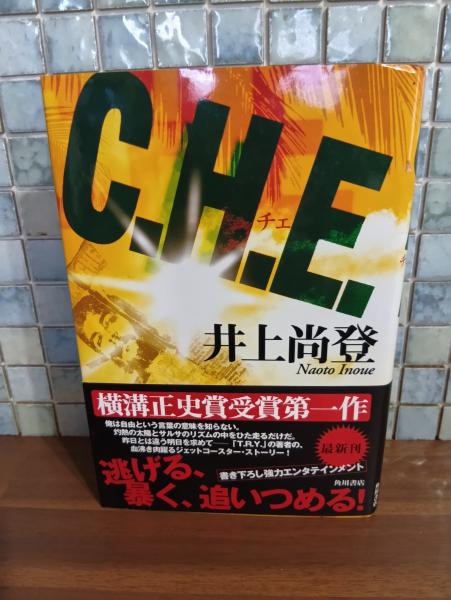 C.H.E.
チェ
井上尚登
Naoto Inoue
横溝正史賞受賞第一作
俺は自由という言葉の意味を知らない。
灼熱の太陽とサルサのリズムの中をひた走るだけだ。
昨日とは違う明日を求めて──「T.R.Y.」の著者の、
血沸き肉躍るジェットコースター・ストーリー！
最新刊
書き下ろし強力エンタテインメント
逃げる、
暴く、追いつめる!
角川書店